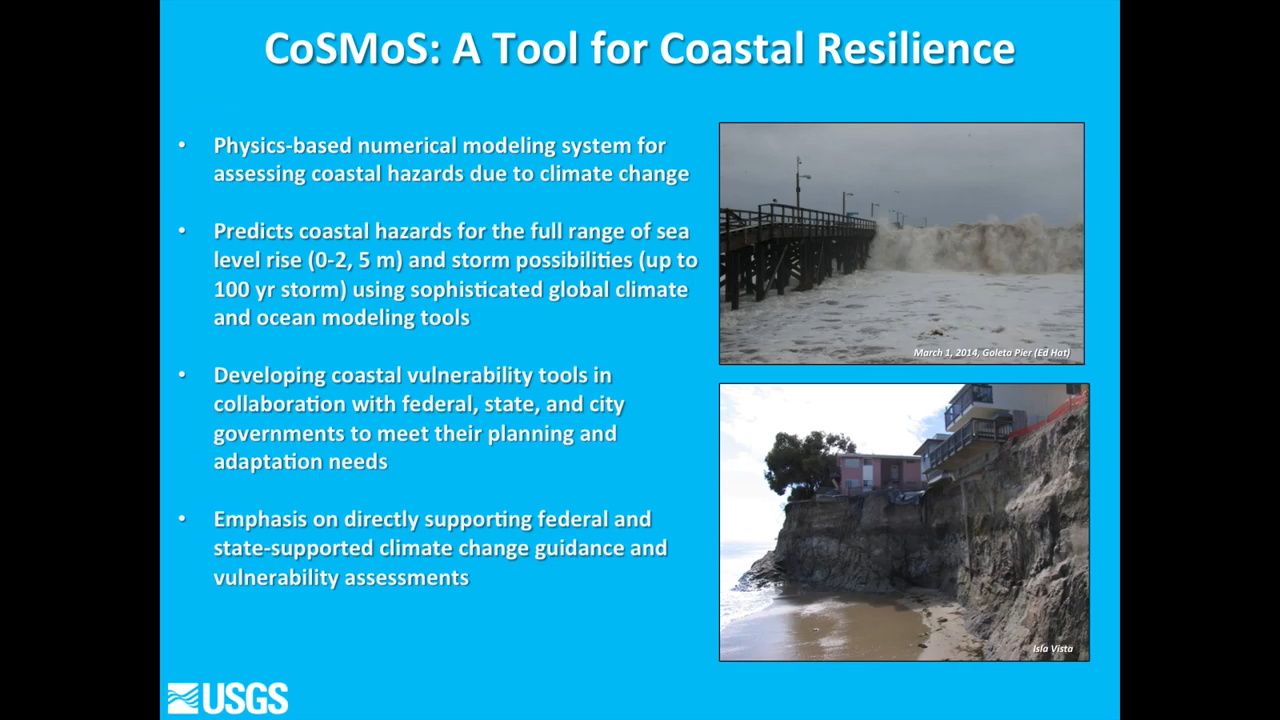 CoSMoS: A Tool for Coastal Resilience
• Physics-based numerical modeling system for
assessing coastal hazards due to climate change
• Predicts coastal hazards for the full range of sea
level rise (0-2, 5 m) and storm possibilities (up to
100 yr storm) using sophisticated global climate
and ocean modeling tools
• Developing coastal vulnerability tools in
collaboration with federal, state, and city
governments to meet their planning and
adaptation needs
• Emphasis on directly supporting federal and
state-supported climate change guidance and
vulnerability assessments
March 1, 2014, Goleta Pier (Ed Hat)
Isla Vista
USGS